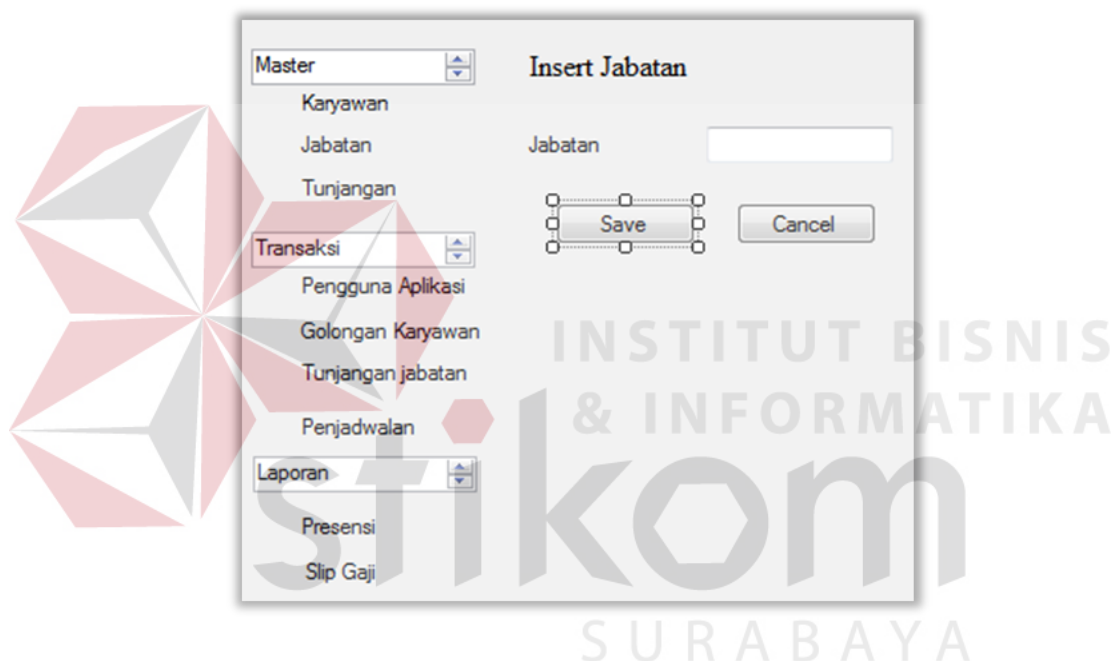 Master
Karyawan
Jabatan
Tunjangan
Transaksi
Pengguna Aplikasi
Golongan Karyawan
Tunjangan jabatan
Penjadwalan
Laporan
Presensi
Slip Gaji
Insert Jabatan
Jabatan
Save
Cancel
INSTITUT BISNIS
& INFORMATIKA
stikom
SURABAYA